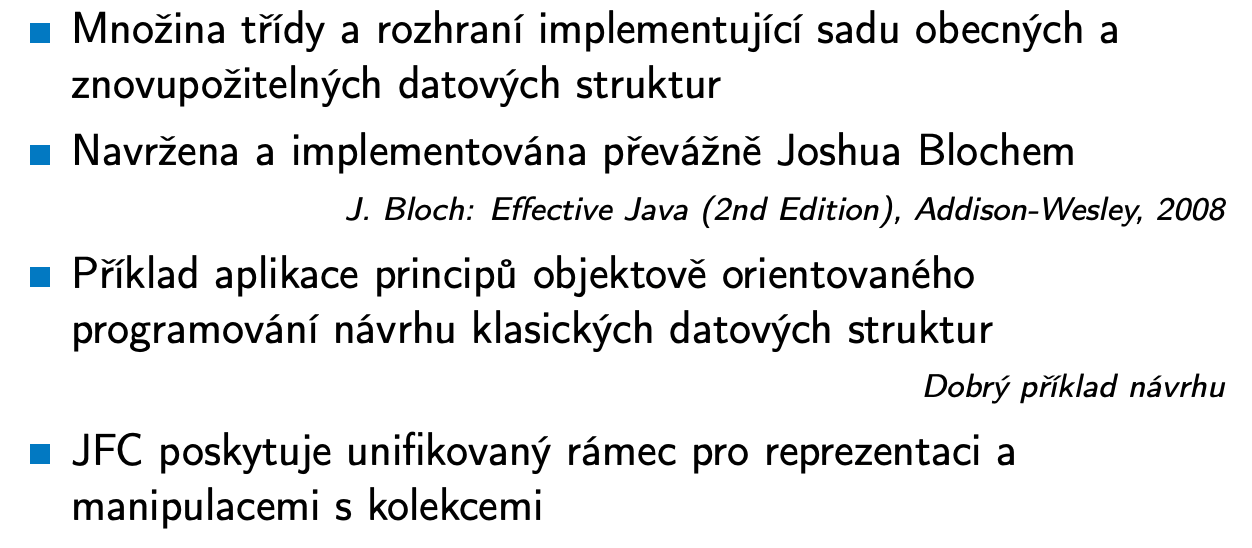 Množina třídy a rozhraní implementující sadu obecných a
znovupožitelných datových struktur
Navržena a implementována převážně Joshua Blochem
J. Bloch: Effective Java (2nd Edition), Addison-Wesley, 2008
Příklad aplikace principů objektově orientovaného
programování návrhu klasických datových struktur
Dobrý příklad návrhu
JFC poskytuje unifikovaný rámec pro reprezentaci a
manipulacemi s kolekcemi